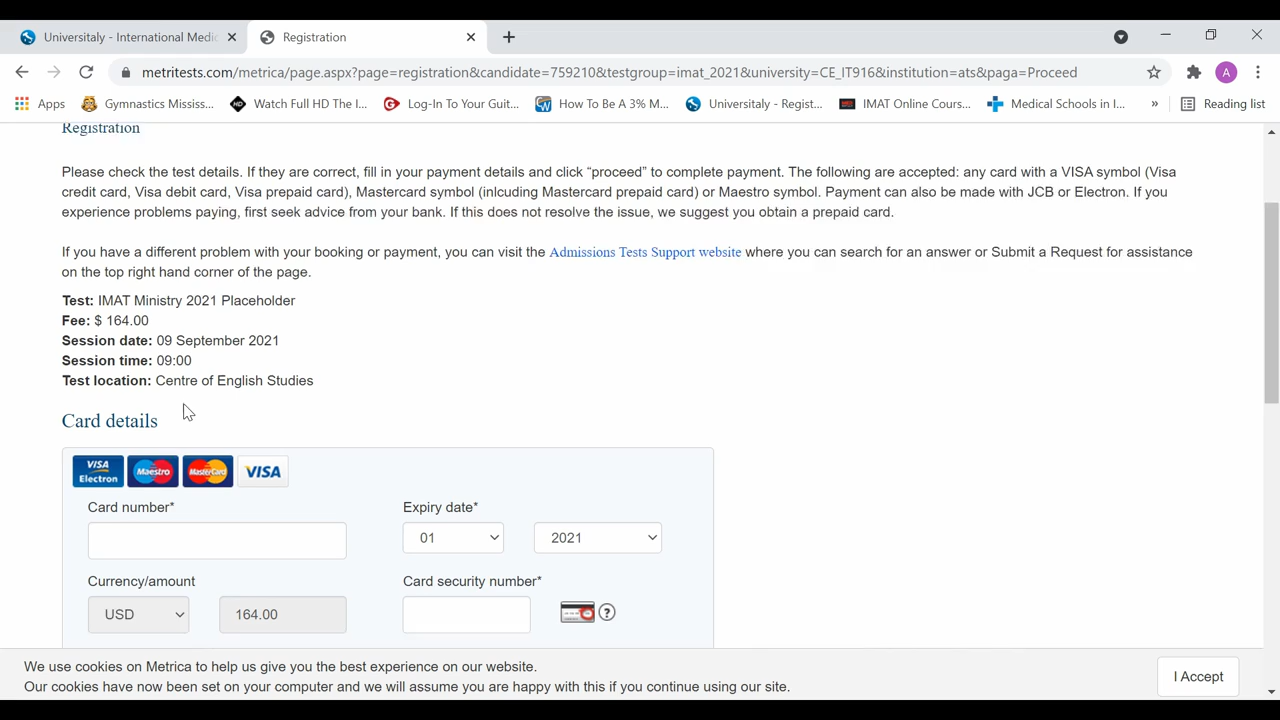 Universitaly - International Medic
Registration
metritests.com/metrica/page.aspx?page=registration&candidate=759210&testgroup=imat_2021&university=CE_IT916&institution=ats&paga=Proceed
A
Apps
Gymnastics Mississ...
HD
Watch Full HD The I...
Log-In To Your Guit...
How To Be A 3% M...
Universitaly - Regist...
IMAT Online Cours...
Medical Schools in I...
»
Reading list
Registration
Please check the test details. If they are correct, fill in your payment details and click “proceed” to complete payment. The following are accepted: any card with a VISA symbol (Visa
credit card, Visa debit card, Visa prepaid card), Mastercard symbol (inlcuding Mastercard prepaid card) or Maestro symbol. Payment can also be made with JCB or Electron. If you
experience problems paying, first seek advice from your bank. If this does not resolve the issue, we suggest you obtain a prepaid card.
If you have a different problem with your booking or payment, you can visit the Admissions Tests Support website where you can search for an answer or Submit a Request for assistance
on the top right hand corner of the page.
Test: IMAT Ministry 2021 Placeholder
Fee: $ 164.00
Session date: 09 September 2021
Session time: 09:00
Test location: Centre of English Studies
Card details
VISA Electron
Maestro
MasterCard
VISA
Card number*
Expiry date*
01
2021
Currency/amount
Card security number*
USD
164.00
?
We use cookies on Metrica to help us give you the best experience on our website.
Our cookies have now been set on your computer and we will assume you are happy with this if you continue using our site.
I Accept